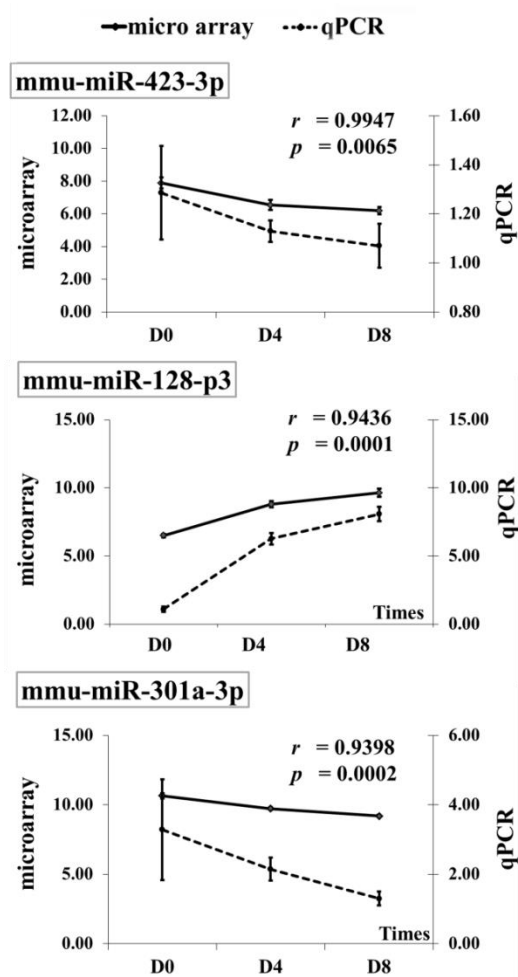 micro array qPCR
mmu-miR-423-3p
12.00
10.00
8.00
6.00
4.00
2.00
0.00
microarray
r = 0.9947
p = 0.0065
1.60
1.40
1.20
1.00
0.80
qPCR
D0 D4 D8
mmu-miR-128-p3
15.00
10.00
5.00
0.00
microarray
r = 0.9436
p = 0.0001
15.00
10.00
5.00
0.00
qPCR
Times
D0 D4 D8
mmu-miR-301a-3p
15.00
10.00
5.00
0.00
microarray
r = 0.9398
p = 0.0002
6.00
4.00
2.00
0.00
qPCR
Times
D0 D4 D8